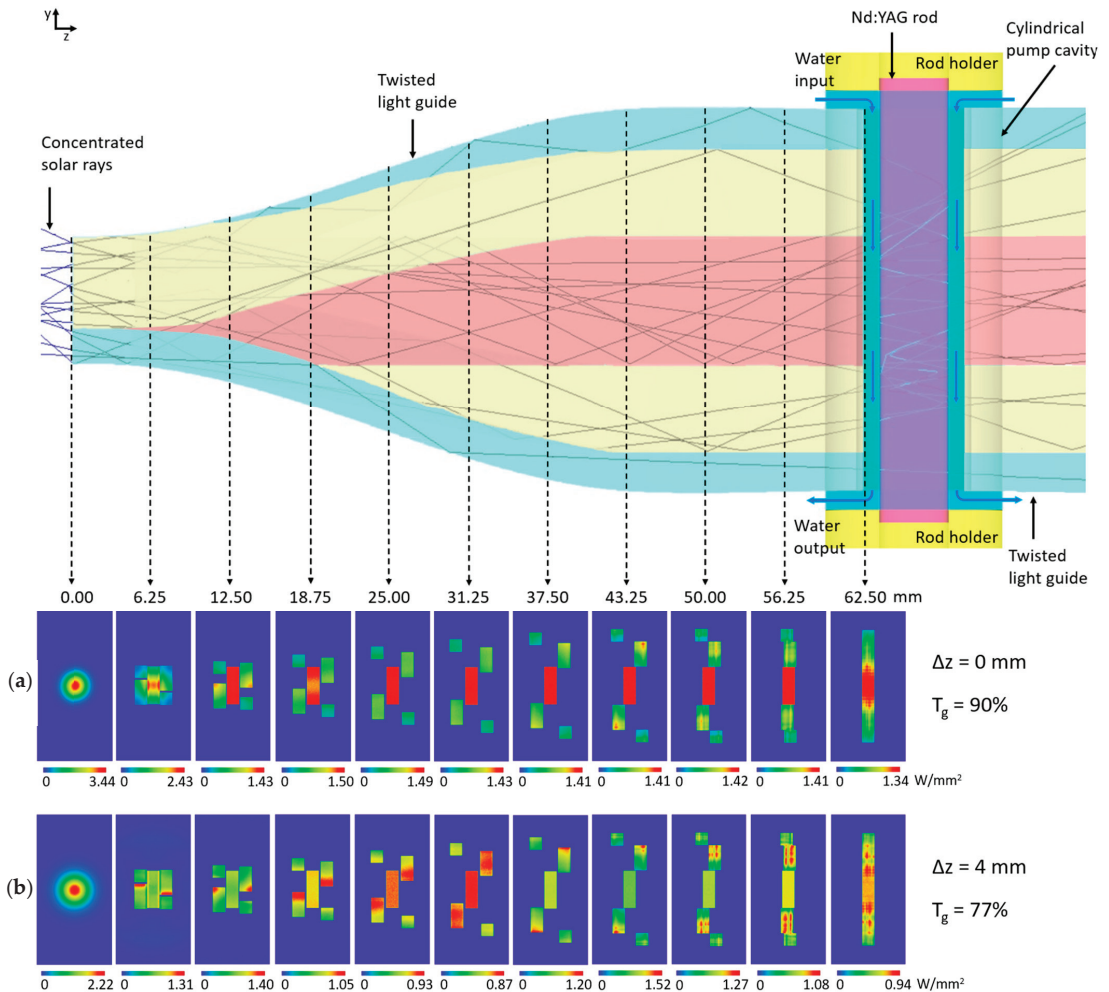 y
z
Nd:YAG rod
Cylindrical
pump cavity
Water
input
Rod holder
Twisted
light guide
Concentrated
solar rays
Water
output
Rod holder
Twisted
light guide
0.00 6.25 12.50 18.75 25.00 31.25 37.50 43.25 50.00 56.25 62.50 mm
(a)
Δz = 0 mm
Tg = 90%
0 3.44 0 2.43 0 1.43 0 1.50 0 1.49 0 1.43 0 1.41 0 1.41 0 1.42 0 1.41 0 1.34 W/mm²
(b)
Δz = 4 mm
Tg = 77%
0 2.22 0 1.31 0 1.40 0 1.05 0 0.93 0 0.87 0 1.20 0 1.52 0 1.27 0 1.08 0 0.94 W/mm²